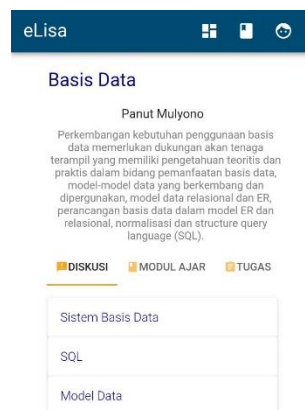 eLisa
Basis Data
Panut Mulyono
Perkembangan kebutuhan penggunaan basis
data memerlukan dukungan akan tenaga
terampil yang memiliki pengetahuan teoritis dan
praktis dalam bidang pemanfaatan basis data,
model-model data yang berkembang dan
dipergunakan, model data relasional dan ER,
perancangan basis data dalam model ER dan
relasional, normalisasi dan structure query
language (SQL).
DISKUSI MODUL AJAR TUGAS
Sistem Basis Data
SQL
Model Data